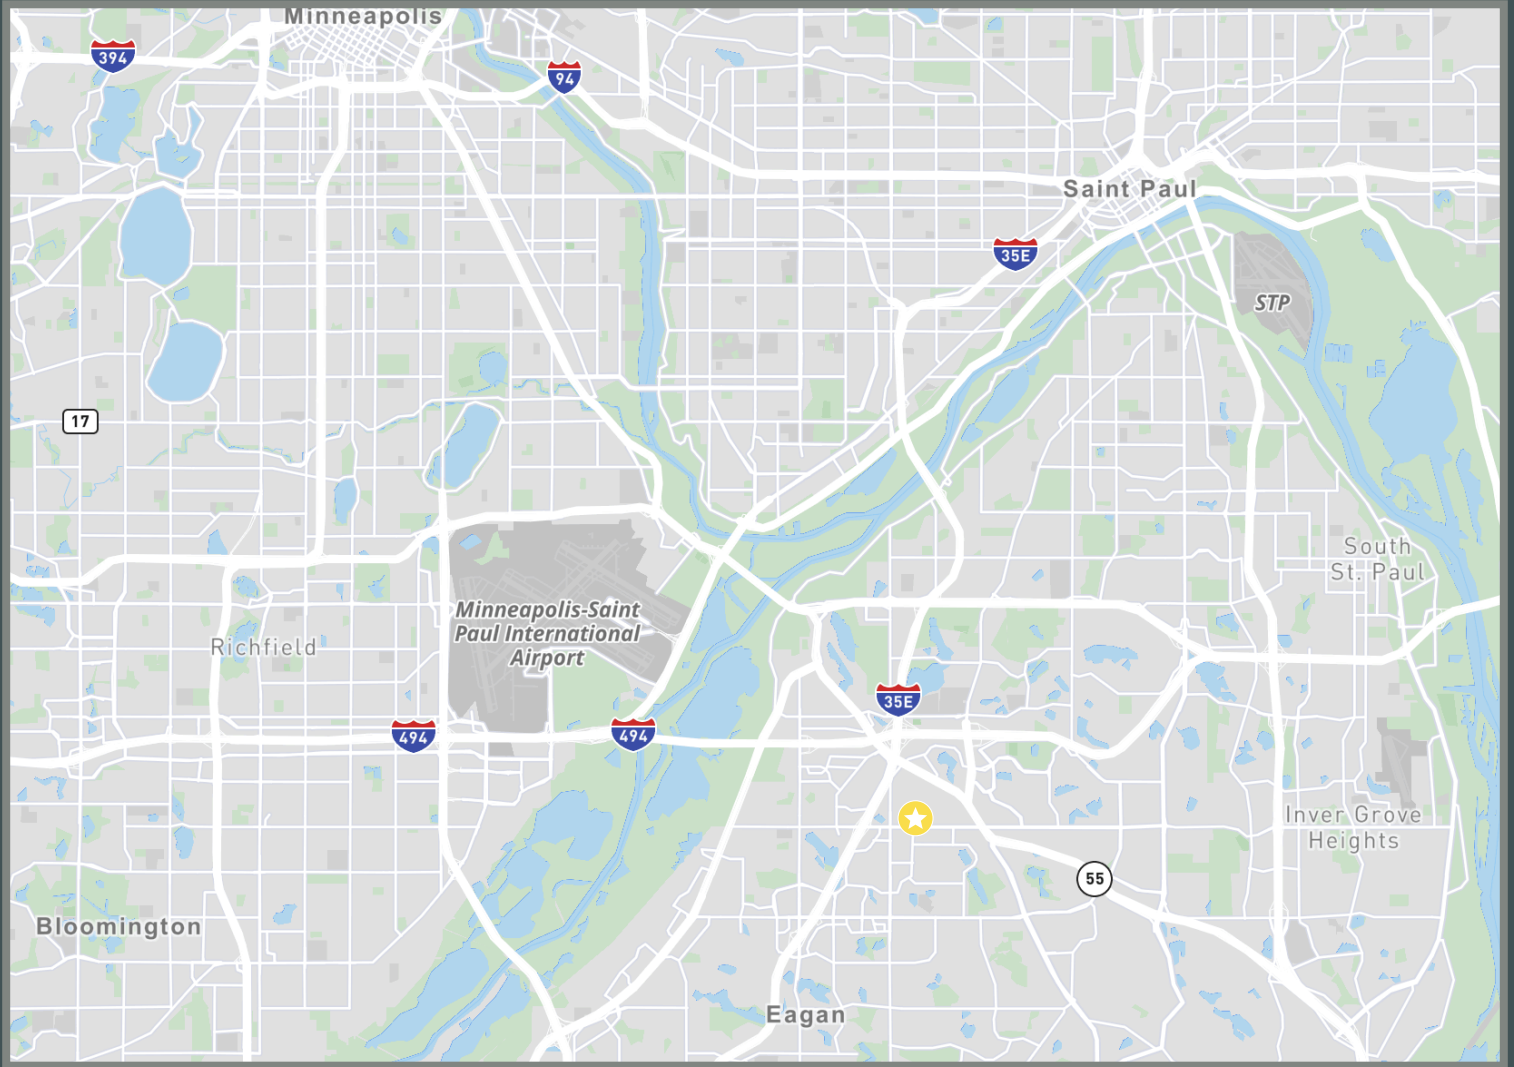 Minneapolis
394
94
Saint Paul
35E
STP
17
South
St. Paul
Minneapolis-Saint
Paul International
Airport
Richfield
35E
494
494
Inver Grove
Heights
55
Bloomington
Eagan